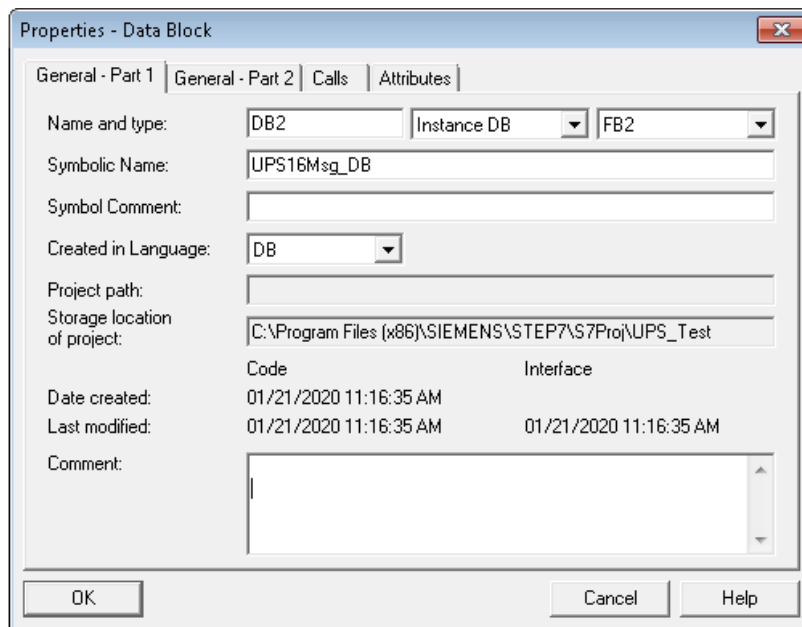 Properties - Data Block
General - Part 1 General - Part 2 Calls Attributes
Name and type: DB2 Instance DB FB2
Symbolic Name: UPS16Msg_DB
Symbol Comment:
Created in Language: DB
Project path:
Storage location
of project: C:\Program Files (x86)\SIEMENS\STEP7\S7Proj\UPS_Test
Code Interface
Date created: 01/21/2020 11:16:35 AM
Last modified: 01/21/2020 11:16:35 AM 01/21/2020 11:16:35 AM
Comment:
OK Cancel Help